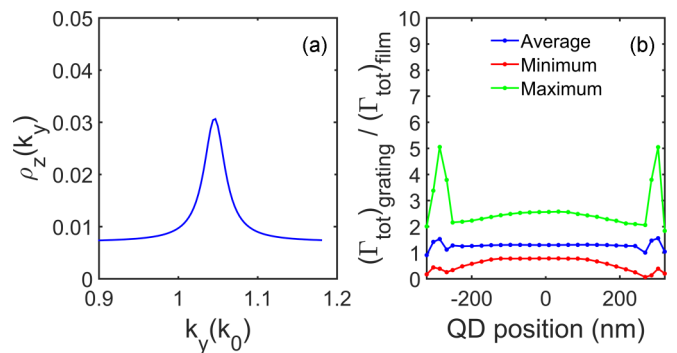 0.05
0.04
0.03
0.02
0.01
0
0.9 1 1.1 1.2
ρz(ky)
ky(k0)
(a)
10
9
8
7
6
5
4
3
2
1
0
-200 0 200
(Γtot)grating / (Γtot)film
QD position (nm)
Average
Minimum
Maximum
(b)